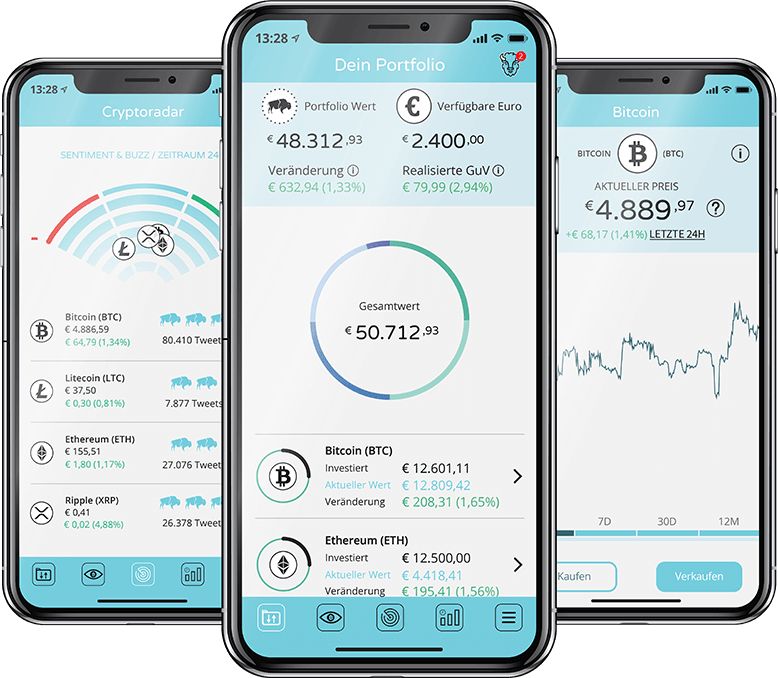 13:28
Cryptoradar
SENTIMENT & BUZZ / ZEITRAUM 24
-
Bitcoin (BTC)
€ 4.886,59
€ 64,79 (1,34%)
80.410 Tweets
Litecoin (LTC)
€ 37,50
€ 0,30 (0,81%)
7.877 Tweets
Ethereum (ETH)
€ 155,51
€ 1,80 (1,17%)
27.076 Tweet
Ripple (XRP)
€ 0,41
€ 0,02 (4,88%)
26.378 Tweet
13:28
Dein Portfolio
2
Portfolio Wert
€ 48.312,93
€ Verfügbare Euro
€ 2.400,00
Veränderung i
€ 632,94 (1,33%)
Realisierte GuV i
€ 79,99 (2,94%)
Gesamtwert
€ 50.712,93
Bitcoin (BTC)
Investiert € 12.601,11
Aktueller Wert € 12.809,42
Veränderung € 208,31 (1,65%)
Ethereum (ETH)
Investiert € 12.500,00
Aktueller Wert € 4.418,41
Veränderung € 195,41 (1,56%)
Bitcoin
BITCOIN (BTC) i
AKTUELLER PREIS
€ 4.889,97 ?
+€ 68,17 (1,41%) LETZTE 24H
7D 30D 12M
Kaufen
Verkaufen